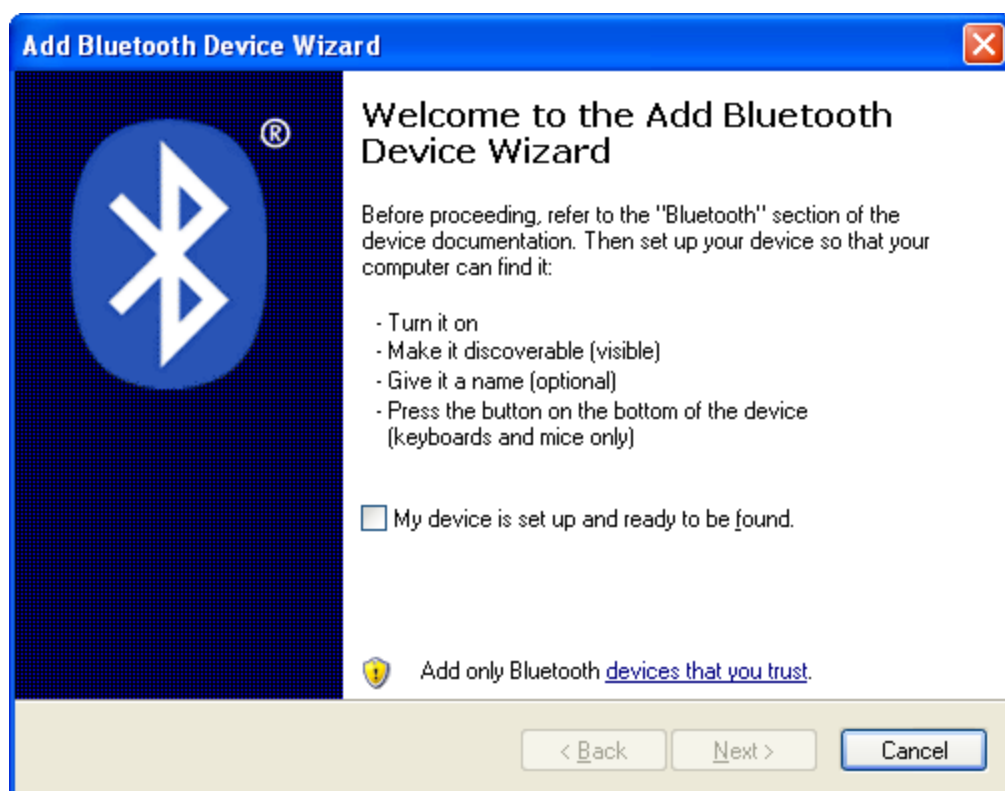 Add Bluetooth Device Wizard
®
Welcome to the Add Bluetooth
Device Wizard
Before proceeding, refer to the "Bluetooth" section of the
device documentation. Then set up your device so that your
computer can find it:
- Turn it on
- Make it discoverable (visible)
- Give it a name (optional)
- Press the button on the bottom of the device
(keyboards and mice only)
My device is set up and ready to be found.
Add only Bluetooth devices that you trust.
< Back Next > Cancel